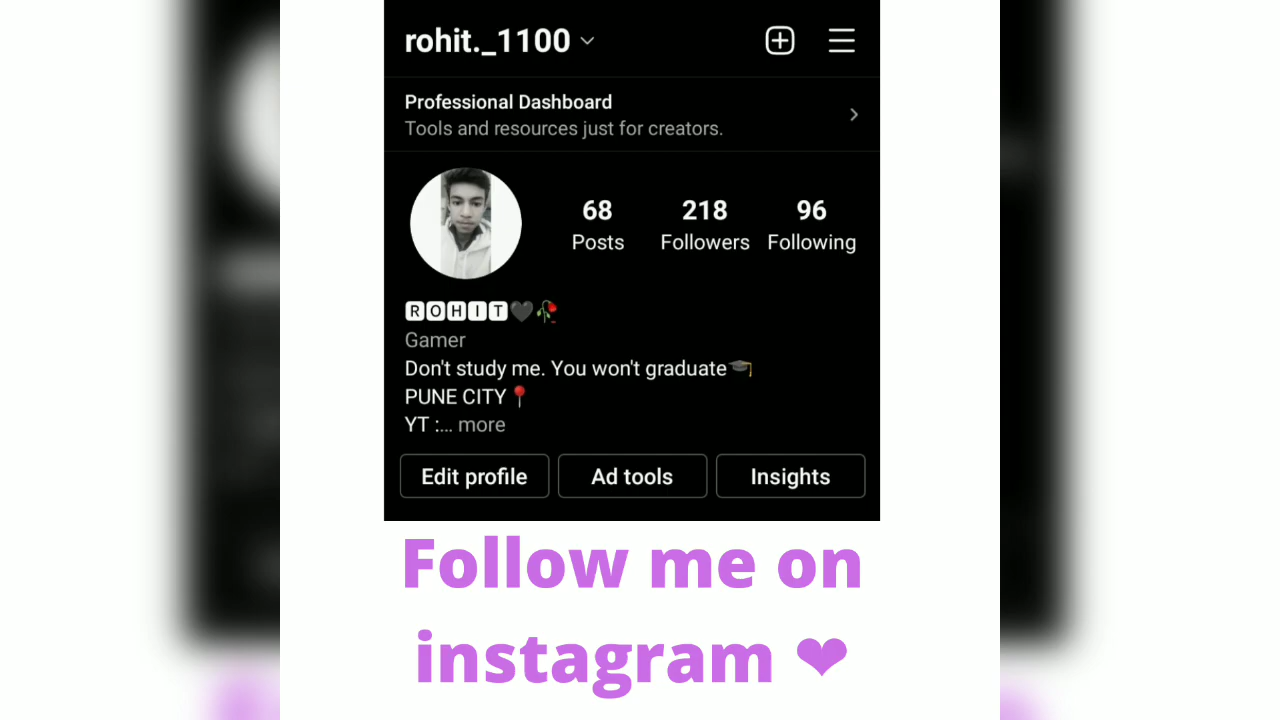 rohit._1100
Professional Dashboard
Tools and resources just for creators.
68 218 96
Posts Followers Following
🆁🅾🅷🅸🆃🖤🥀
Gamer
Don't study me. You won't graduate🎓
PUNE CITY📍
YT :... more
Edit profile Ad tools Insights
Follow me on
instagram ❤